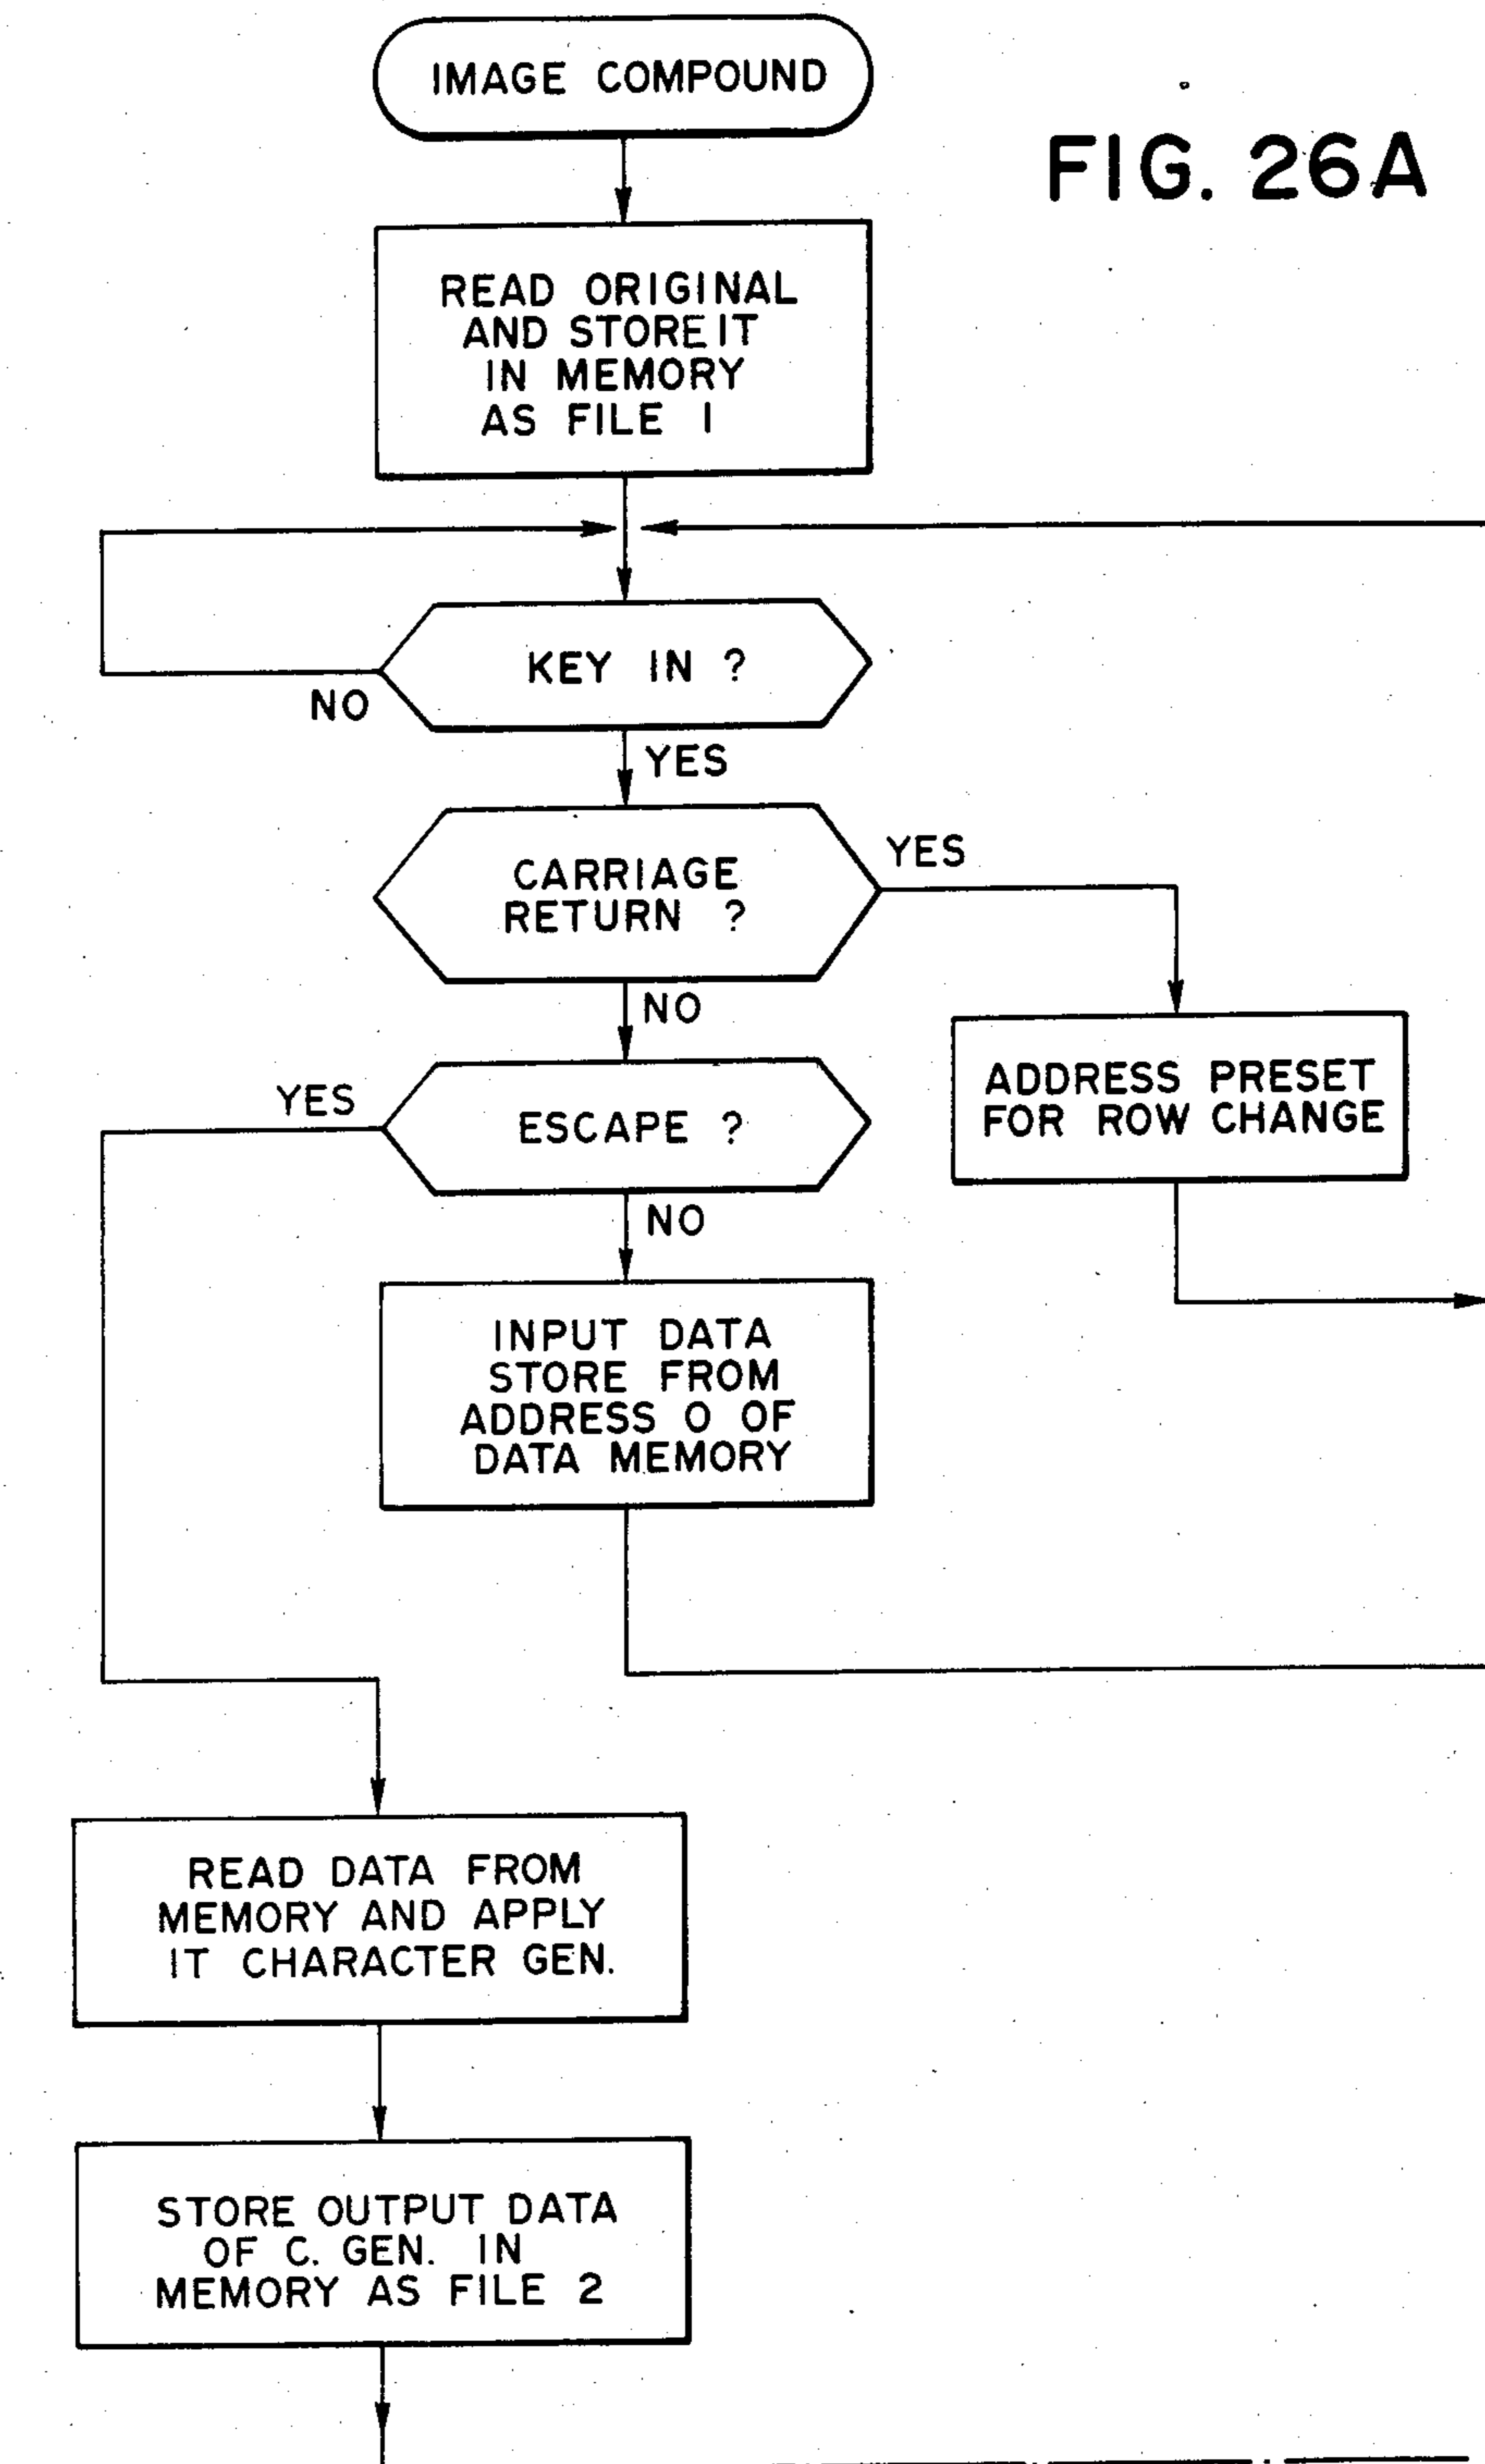 IMAGE COMPOUND
FIG. 26A
READ ORIGINAL
AND STORE IT
IN MEMORY
AS FILE 1
KEY IN ?
NO
YES
CARRIAGE
RETURN ?
YES
NO
ADDRESS PRESET
FOR ROW CHANGE
YES
ESCAPE ?
NO
INPUT DATA
STORE FROM
ADDRESS 0 OF
DATA MEMORY
READ DATA FROM
MEMORY AND APPLY
IT CHARACTER GEN.
STORE OUTPUT DATA
OF C. GEN. IN
MEMORY AS FILE 2